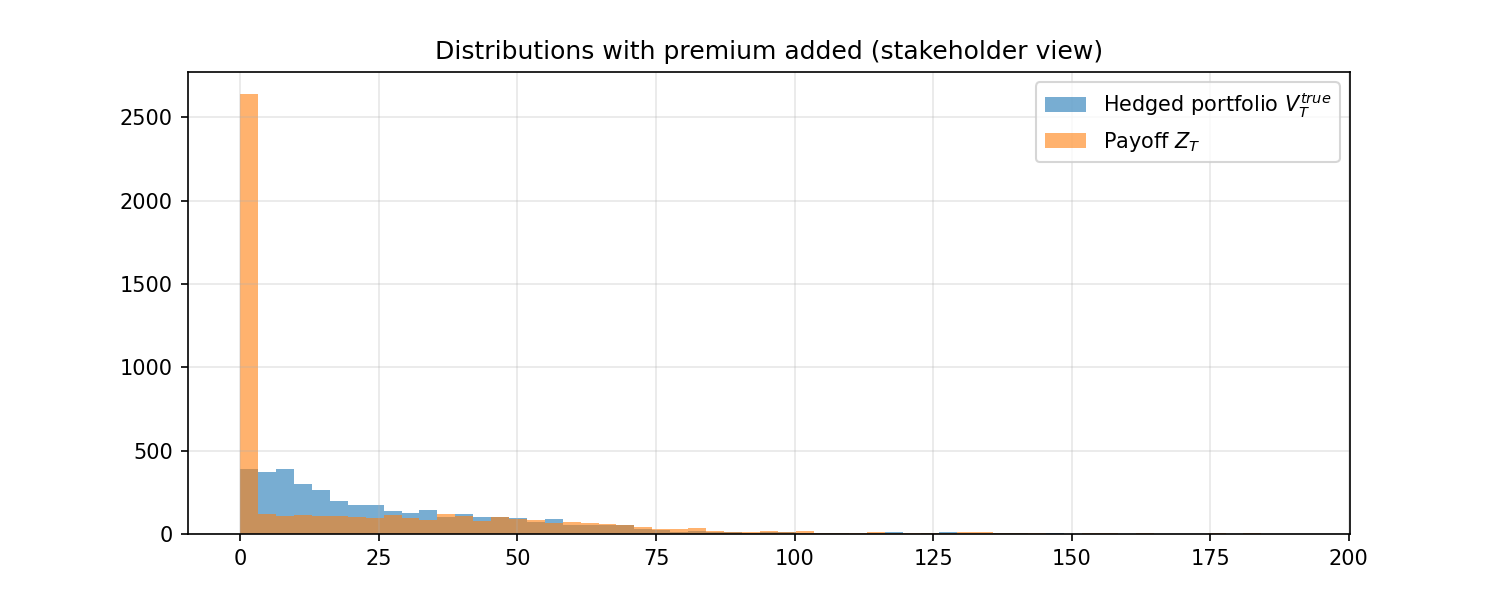 Distributions with premium added (stakeholder view)
Hedged portfolio $V_T^{true}$
Payoff $Z_T$
2500
2000
1500
1000
500
0
0 25 50 75 100 125 150 175 200